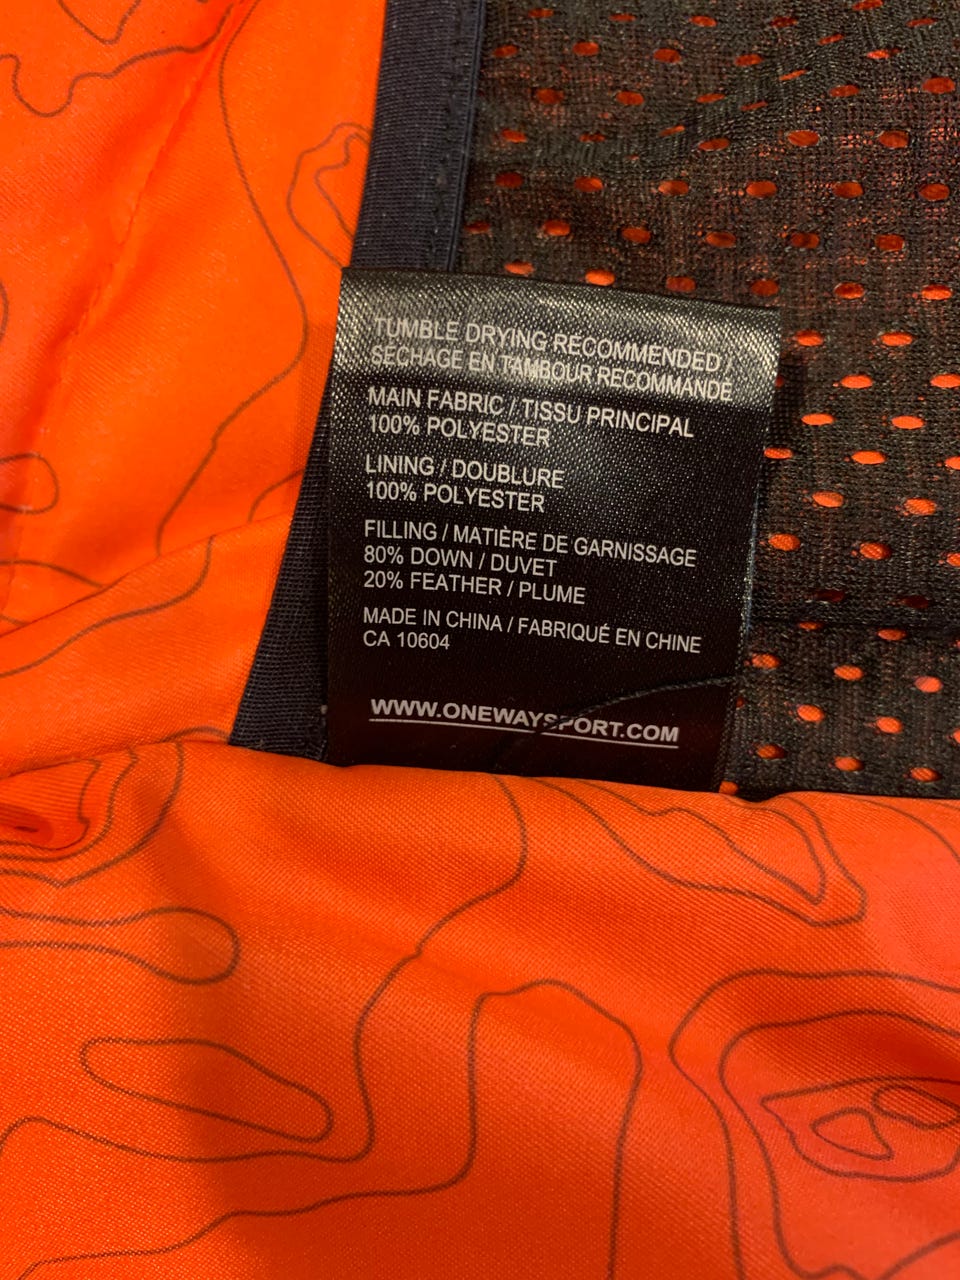 TUMBLE DRYING RECOMMENDED /
SÉCHAGE EN TAMBOUR RECOMMANDÉ
MAIN FABRIC / TISSU PRINCIPAL
100% POLYESTER
LINING / DOUBLURE
100% POLYESTER
FILLING / MATIÈRE DE GARNISSAGE
80% DOWN / DUVET
20% FEATHER / PLUME
MADE IN CHINA / FABRIQUÉ EN CHINE
CA 10604
WWW.ONEWAYSPORT.COM